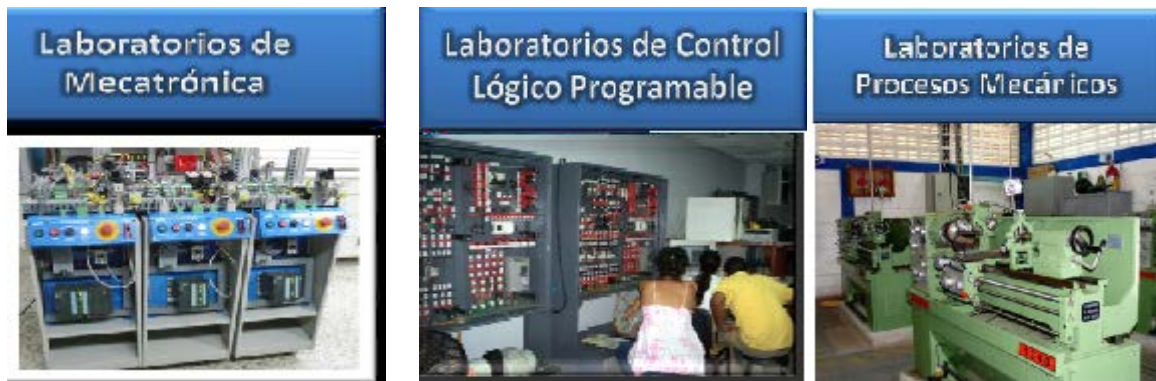 Laboratorios de
Mecatrónica
Laboratorios de Control
Lógico Programable
Laboratorios de
Procesos Mecánicos